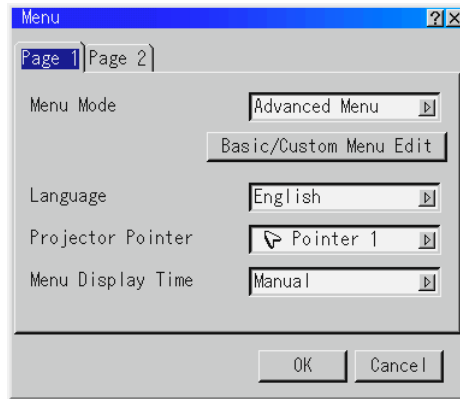 Menu ? ×
Page 1 Page 2
Menu Mode Advanced Menu
Basic/Custom Menu Edit
Language English
Projector Pointer Pointer 1
Menu Display Time Manual
OK Cancel